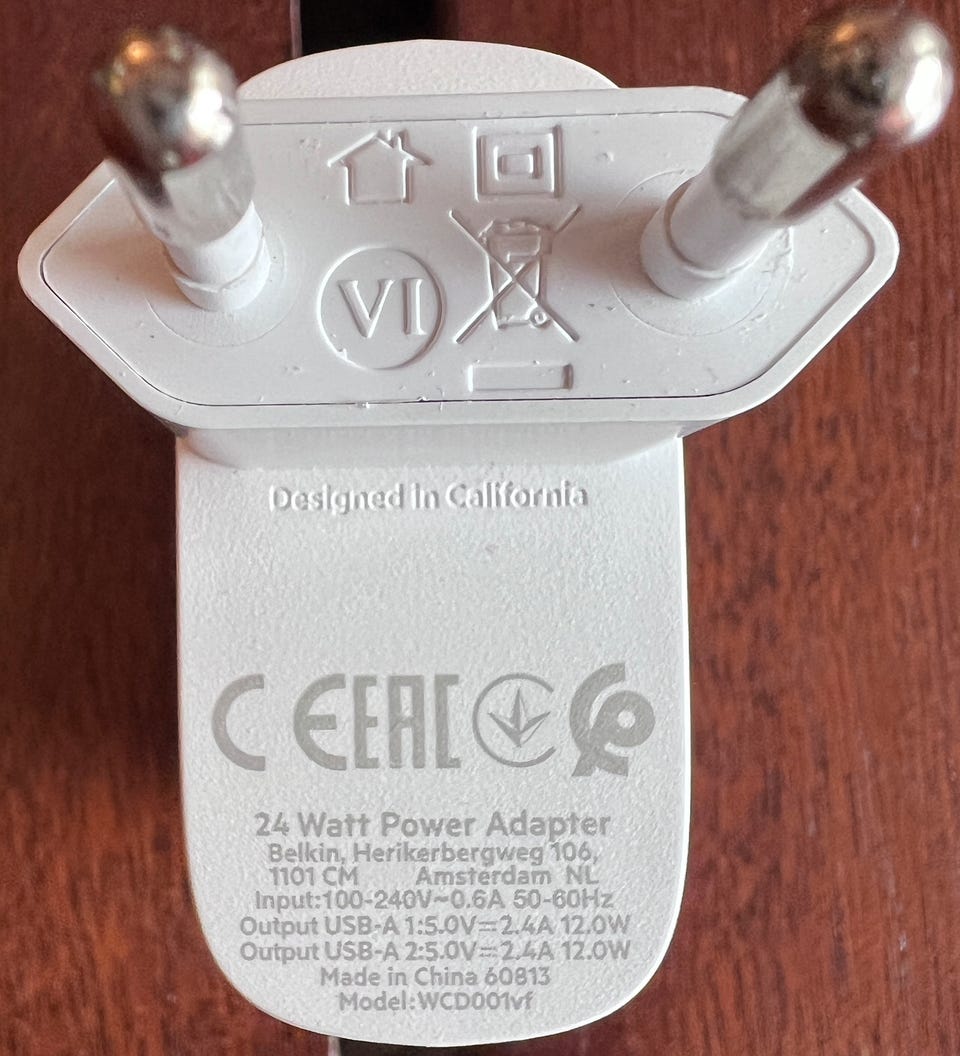 VI
Designed in California
CE EAC
24 Watt Power Adapter
Belkin, Herikerbergweg 106,
1101 CM Amsterdam NL
Input:100-240V~0.6A 50-60Hz
Output USB-A 1:5.0V⎓2.4A 12.0W
Output USB-A 2:5.0V⎓2.4A 12.0W
Made in China 60813
Model:WCD001vf